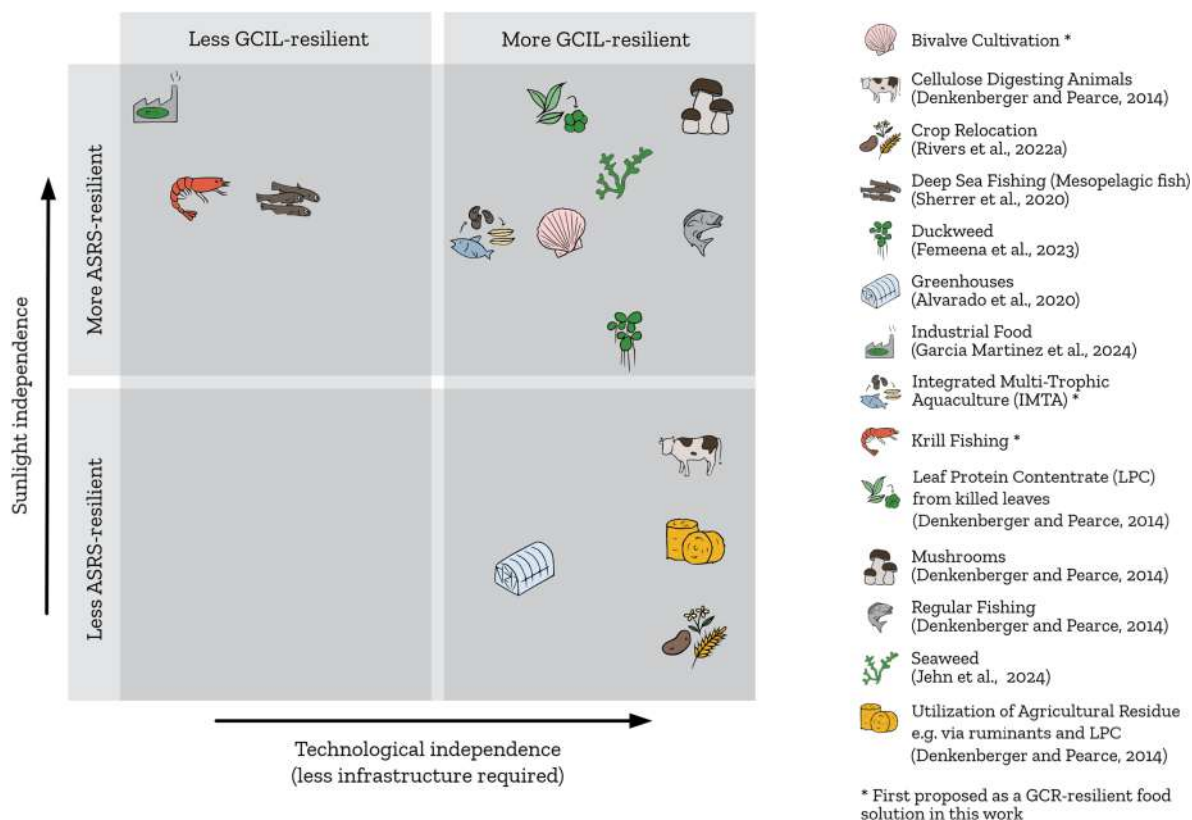 Less GCIL-resilient
More GCIL-resilient
Sunlight independence
More ASRS-resilient
Less ASRS-resilient
Technological independence
(less infrastructure required)
Bivalve Cultivation *
Cellulose Digesting Animals
(Denkenberger and Pearce, 2014)
Crop Relocation
(Rivers et al., 2022a)
Deep Sea Fishing (Mesopelagic fish)
(Sherrer et al., 2020)
Duckweed
(Femeena et al., 2023)
Greenhouses
(Alvarado et al., 2020)
Industrial Food
(Garcia Martinez et al., 2024)
Integrated Multi-Trophic
Aquaculture (IMTA) *
Krill Fishing *
Leaf Protein Contentrate (LPC)
from killed leaves
(Denkenberger and Pearce, 2014)
Mushrooms
(Denkenberger and Pearce, 2014)
Regular Fishing
(Denkenberger and Pearce, 2014)
Seaweed
(Jehn et al., 2024)
Utilization of Agricultural Residue
e.g. via ruminants and LPC
(Denkenberger and Pearce, 2014)
* First proposed as a GCR-resilient food
solution in this work